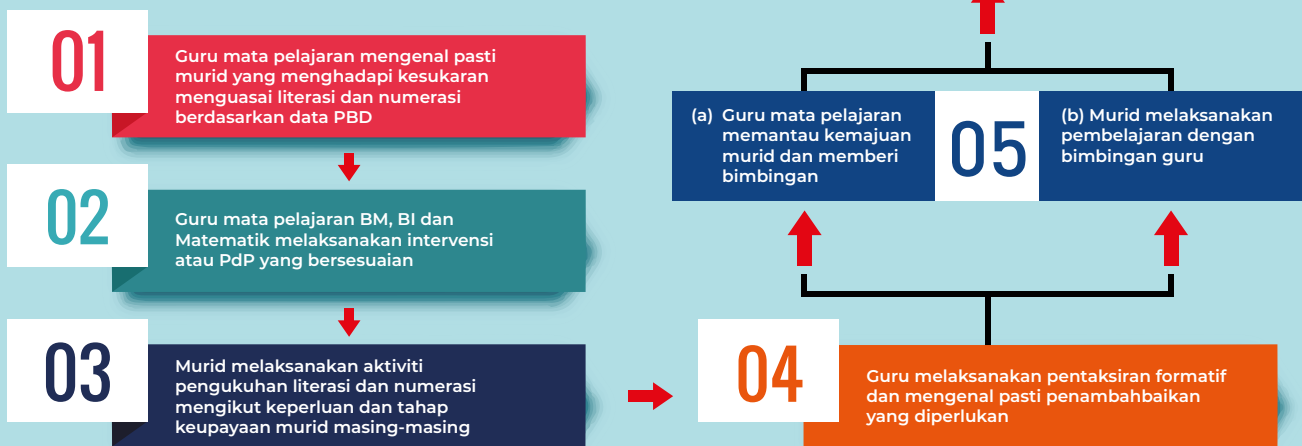 01
Guru mata pelajaran mengenal pasti
murid yang menghadapi kesukaran
menguasai literasi dan numerasi
berdasarkan data PBD
02
Guru mata pelajaran BM, BI dan
Matematik melaksanakan intervensi
atau PdP yang bersesuaian
03
Murid melaksanakan aktiviti
pengukuhan literasi dan numerasi
mengikut keperluan dan tahap
keupayaan murid masing-masing
04
Guru melaksanakan pentaksiran formatif
dan mengenal pasti penambahbaikan
yang diperlukan
05
(a) Guru mata pelajaran
memantau kemajuan
murid dan memberi
bimbingan
(b) Murid melaksanakan
pembelajaran dengan
bimbingan guru